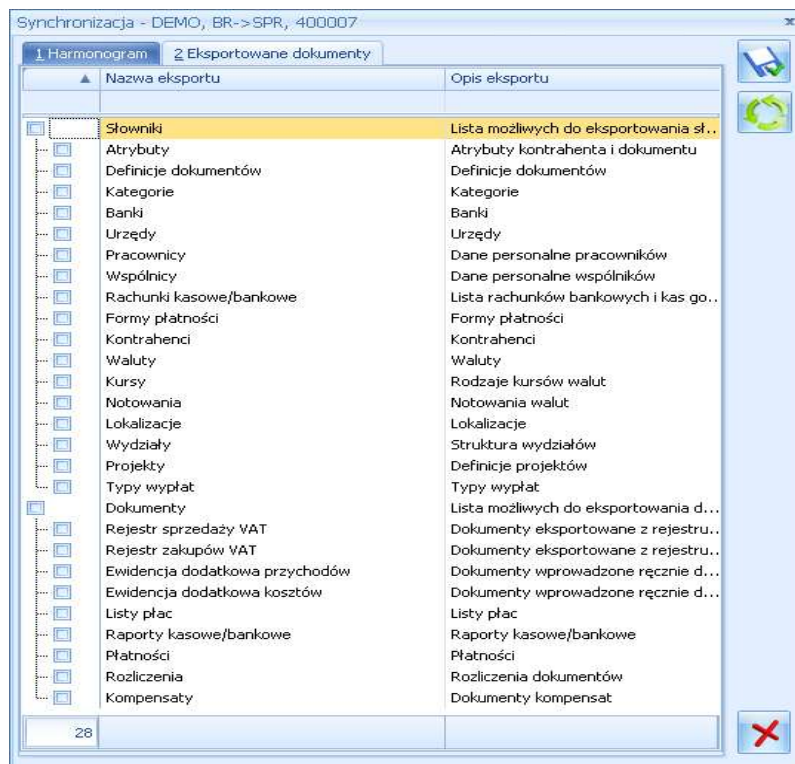 Synchronizacja - DEMO, BR->SPR, 400007 x
1 Harmonogram 2 Eksportowane dokumenty
Nazwa eksportu Opis eksportu
Słowniki Lista możliwych do eksportowania sł..
Atrybuty Atrybuty kontrahenta i dokumentu
Definicje dokumentów Definicje dokumentów
Kategorie Kategorie
Banki Banki
Urzędy Urzędy
Pracownicy Dane personalne pracowników
Wspólnicy Dane personalne wspólników
Rachunki kasowe/bankowe Lista rachunków bankowych i kas go..
Formy płatności Formy płatności
Kontrahenci Kontrahenci
Waluty Waluty
Kursy Rodzaje kursów walut
Notowania Notowania walut
Lokalizacje Lokalizacje
Wydziały Struktura wydziałów
Projekty Definicje projektów
Typy wypłat Typy wypłat
Dokumenty Lista możliwych do eksportowania d...
Rejestr sprzedaży VAT Dokumenty eksportowane z rejestru..
Rejestr zakupów VAT Dokumenty eksportowane z rejestru..
Ewidencja dodatkowa przychodów Dokumenty wprowadzone ręcznie d...
Ewidencja dodatkowa kosztów Dokumenty wprowadzone ręcznie d...
Listy płac Listy płac
Raporty kasowe/bankowe Raporty kasowe/bankowe
Płatności Płatności
Rozliczenia Rozliczenia dokumentów
Kompensaty Dokumenty kompensat
28